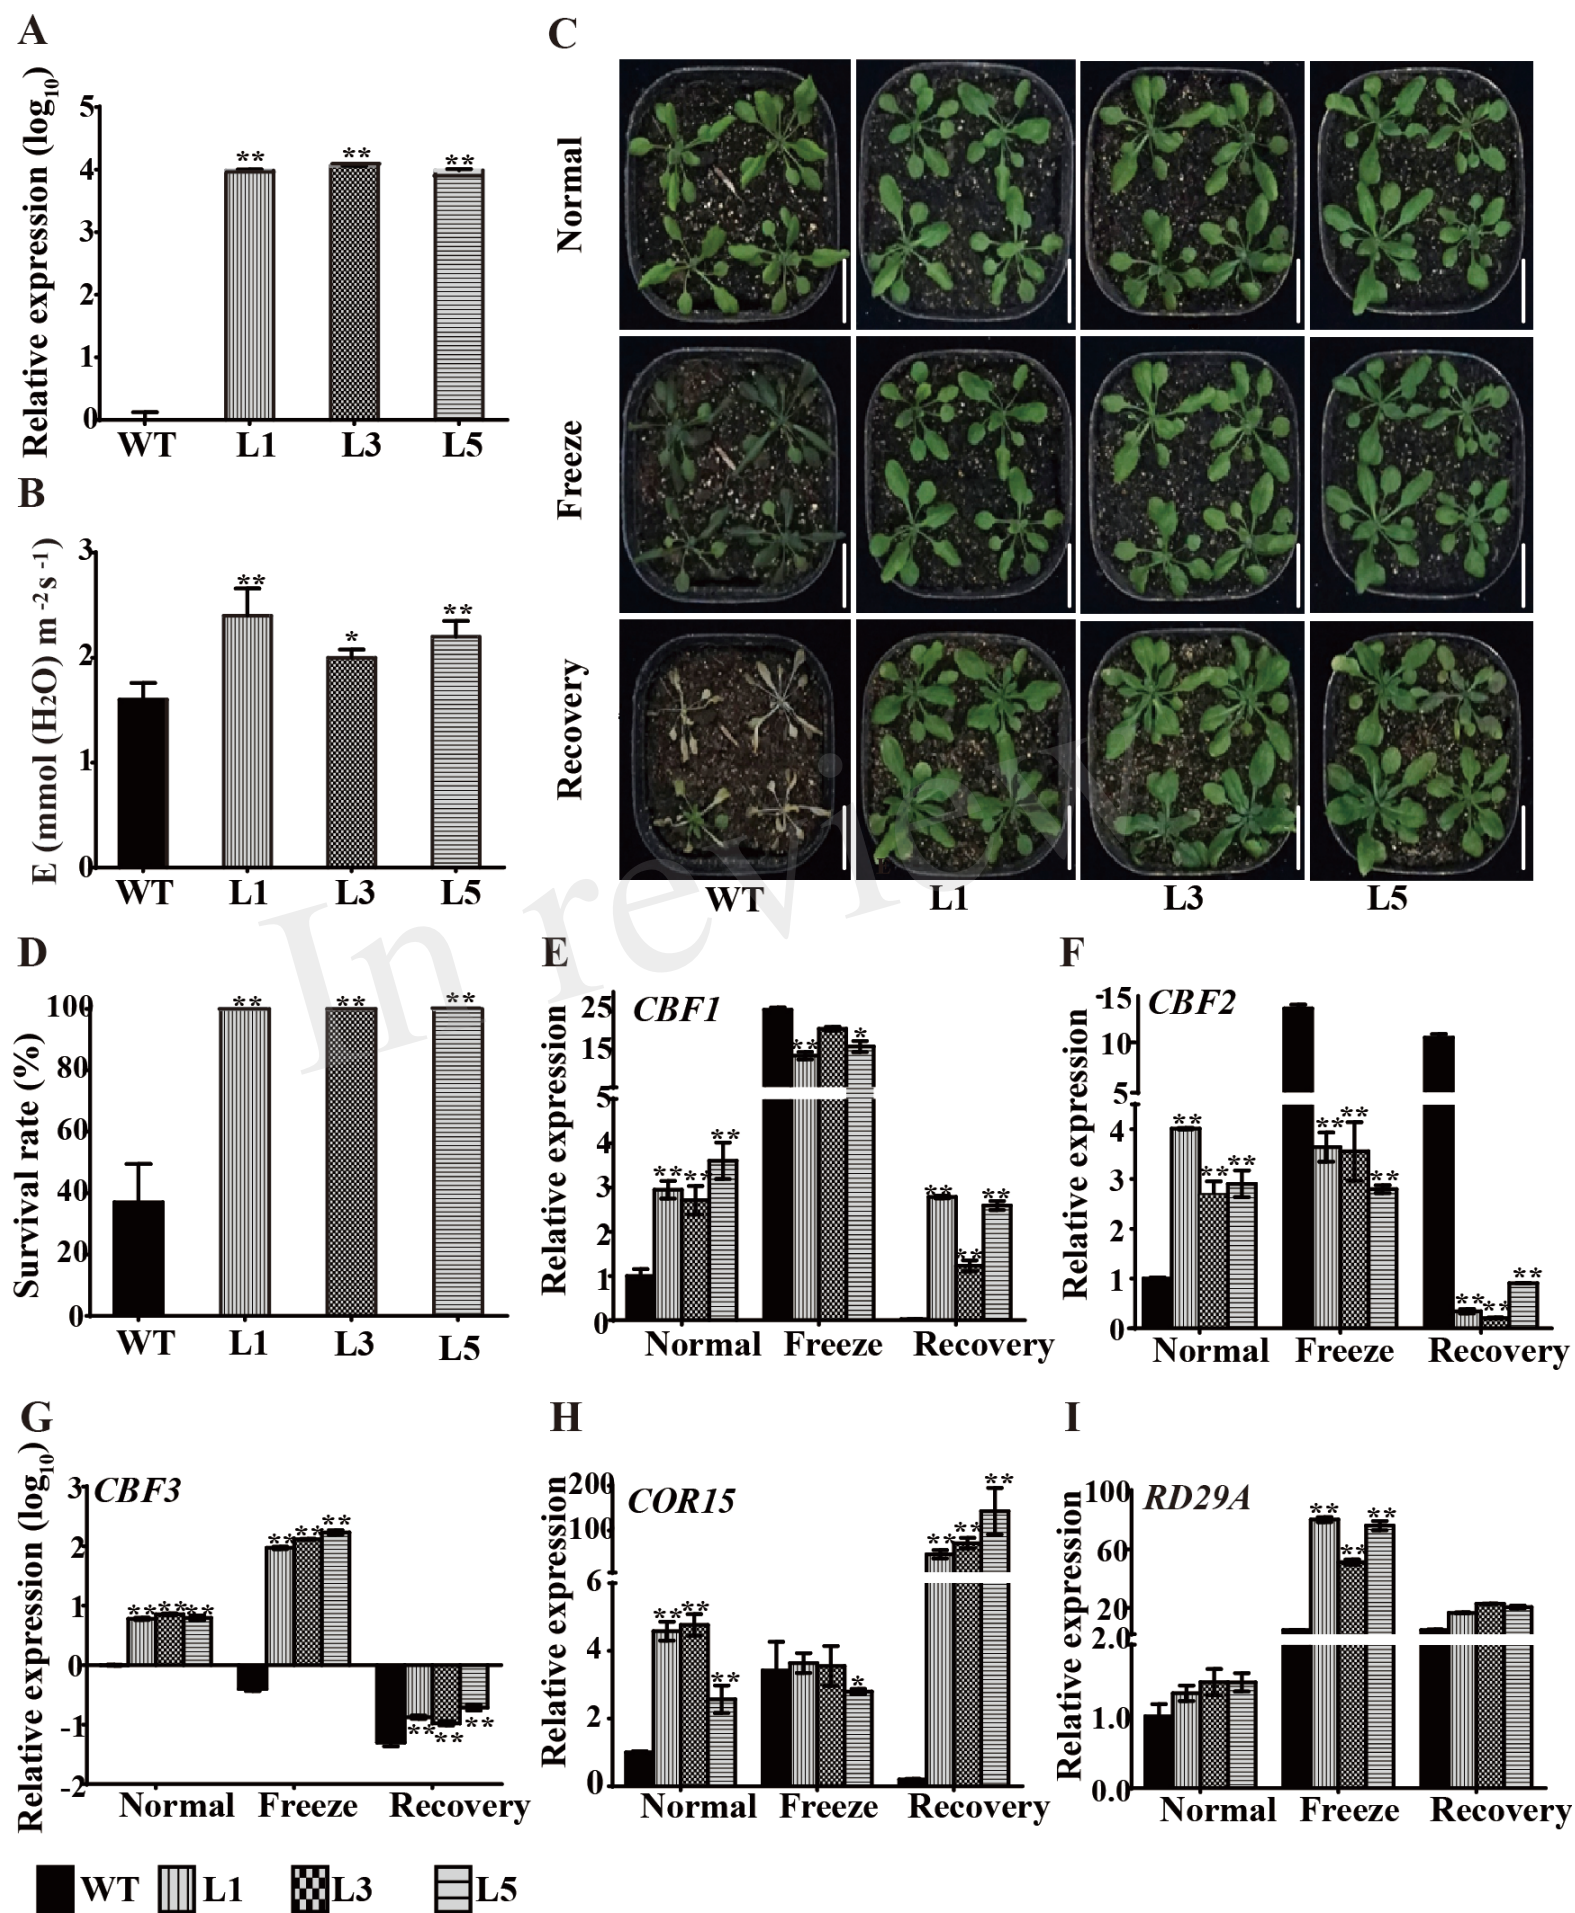 A
Relative expression (log10)
5
4
3
2
1
0
** ** **
WT L1 L3 L5
B
E (mmol (H2O) m -2 s -1)
3
2
1
0
** * **
WT L1 L3 L5
C
Normal
Freeze
Recovery
WT L1 L3 L5
In review
D
Survival rate (%)
100
80
60
40
20
0
** ** **
WT L1 L3 L5
E
CBF1
Relative expression
25
15
5
5
4
3
2
1
0
** ** **
** *
** ** **
Normal Freeze Recovery
F
CBF2
Relative expression
15
10
5
4
3
2
1
0
** ** **
** ** **
** ** **
Normal Freeze Recovery
G
CBF3
Relative expression (log10)
3
2
1
0
-1
-2
** ** **
** ** **
** ** **
Normal Freeze Recovery
H
COR15
Relative expression
200
100
6
6
4
2
0
** ** **
*
** ** **
Normal Freeze Recovery
I
RD29A
Relative expression
100
60
20
2.0
2.0
1.0
0.0
** ** **
Normal Freeze Recovery
WT L1 L3 L5